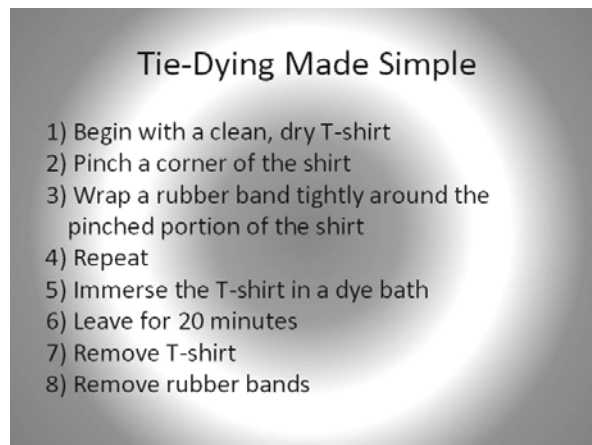 Tie-Dying Made Simple
1) Begin with a clean, dry T-shirt
2) Pinch a corner of the shirt
3) Wrap a rubber band tightly around the
pinched portion of the shirt
4) Repeat
5) Immerse the T-shirt in a dye bath
6) Leave for 20 minutes
7) Remove T-shirt
8) Remove rubber bands